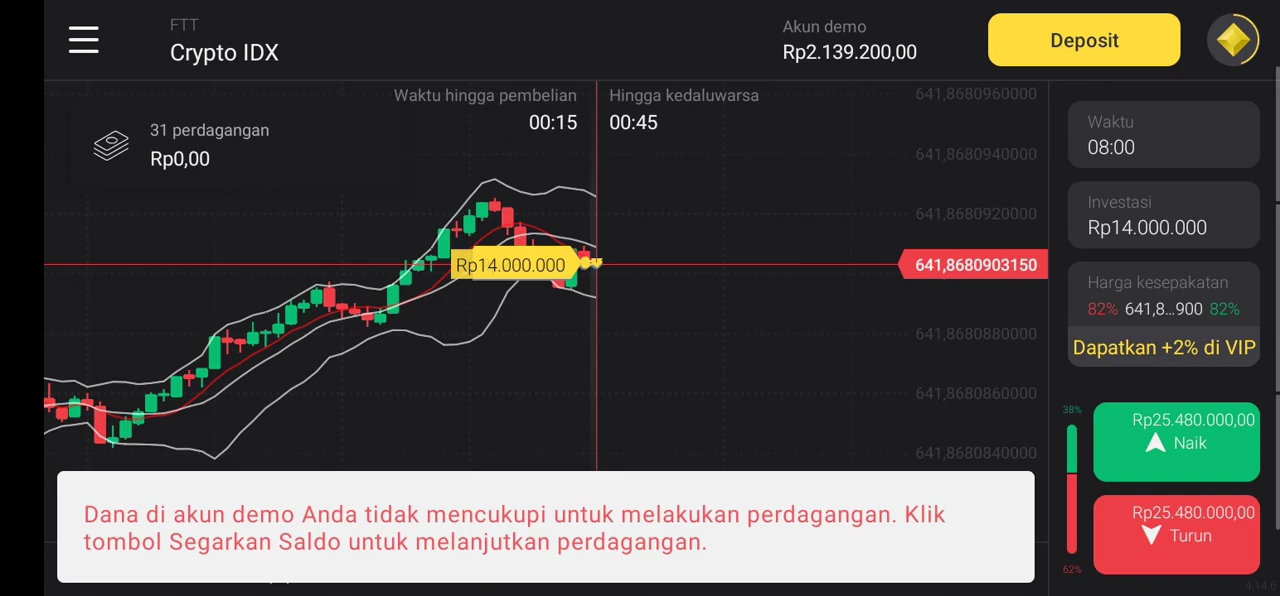 FTT
Crypto IDX
Akun demo
Rp2.139.200,00
Deposit
Waktu hingga pembelian
00:15
Hingga kedaluwarsa
00:45
31 perdagangan
Rp0,00
641,8680960000
641,8680940000
641,8680920000
641,8680903150
641,8680880000
641,8680860000
641,8680840000
Rp14.000.000
Waktu
08:00
Investasi
Rp14.000.000
Harga kesepakatan
82% 641,8...900 82%
Dapatkan +2% di VIP
38%
Rp25.480.000,00
Naik
Rp25.480.000,00
Turun
62%
Dana di akun demo Anda tidak mencukupi untuk melakukan perdagangan. Klik
tombol Segarkan Saldo untuk melanjutkan perdagangan.